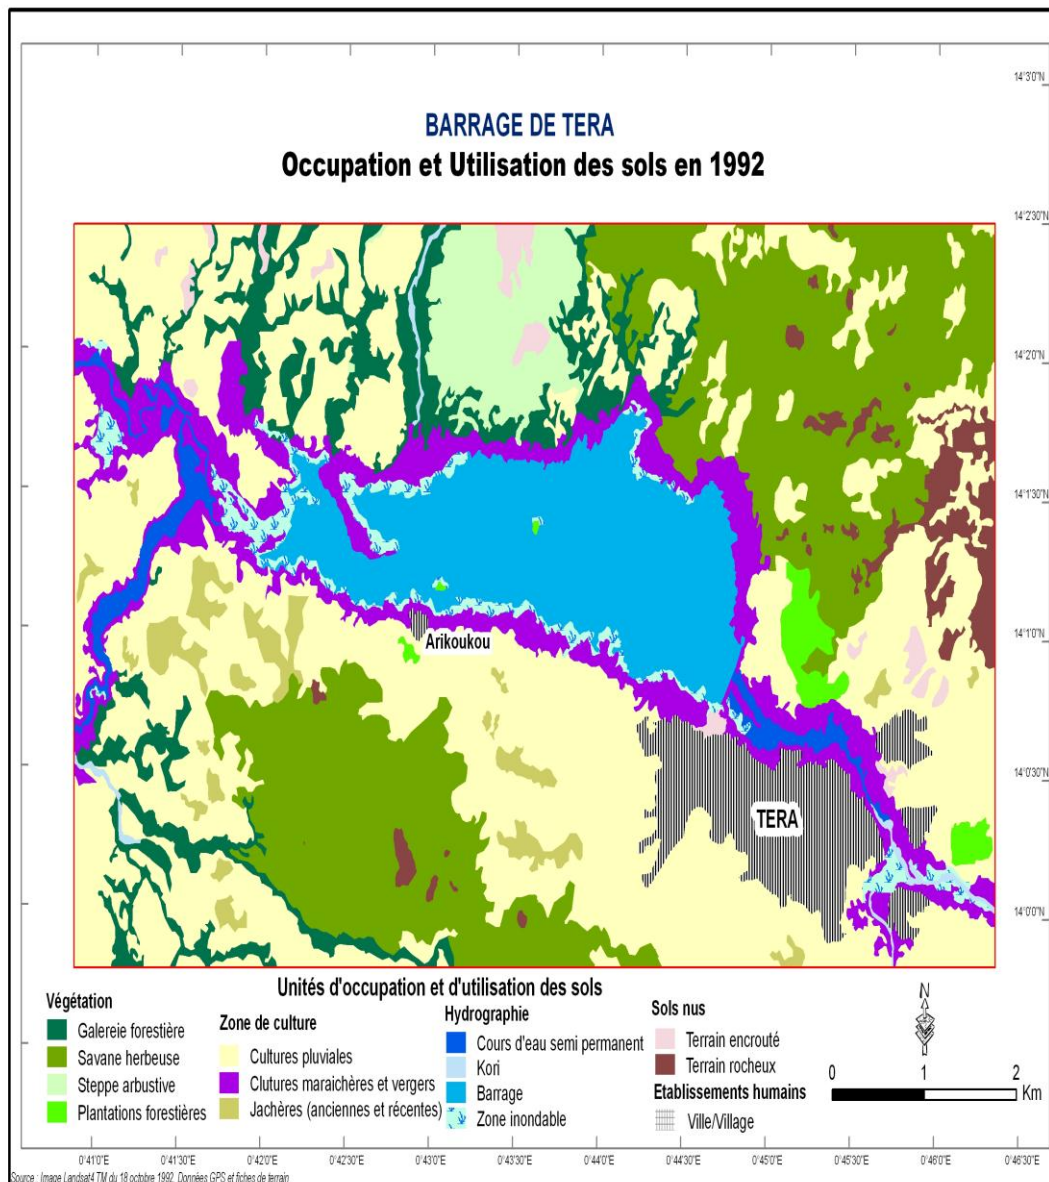 BARRAGE DE TERA
Occupation et Utilisation des sols en 1992
14°3'0"N
14°2'30"N
14°2'0"N
14°1'30"N
14°1'0"N
14°0'30"N
14°0'0"N
Arikoukou
TERA
Unités d'occupation et d'utilisation des sols
Végétation
Galereie forestière
Savane herbeuse
Steppe arbustive
Plantations forestières
Zone de culture
Cultures pluviales
Clutures maraichères et vergers
Jachères (anciennes et récentes)
Hydrographie
Cours d'eau semi permanent
Kori
Barrage
Zone inondable
Sols nus
Terrain encrouté
Terrain rocheux
Etablissements humains
Ville/Village
N
0 1 2
Km
0°41'0"E 0°41'30"E 0°42'0"E 0°42'30"E 0°43'0"E 0°43'30"E 0°44'0"E 0°44'30"E 0°45'0"E 0°45'30"E 0°46'0"E 0°46'30"E
Source : Image Landsat4 TM du 18 octobre 1992, Données GPS et fiches de terrain